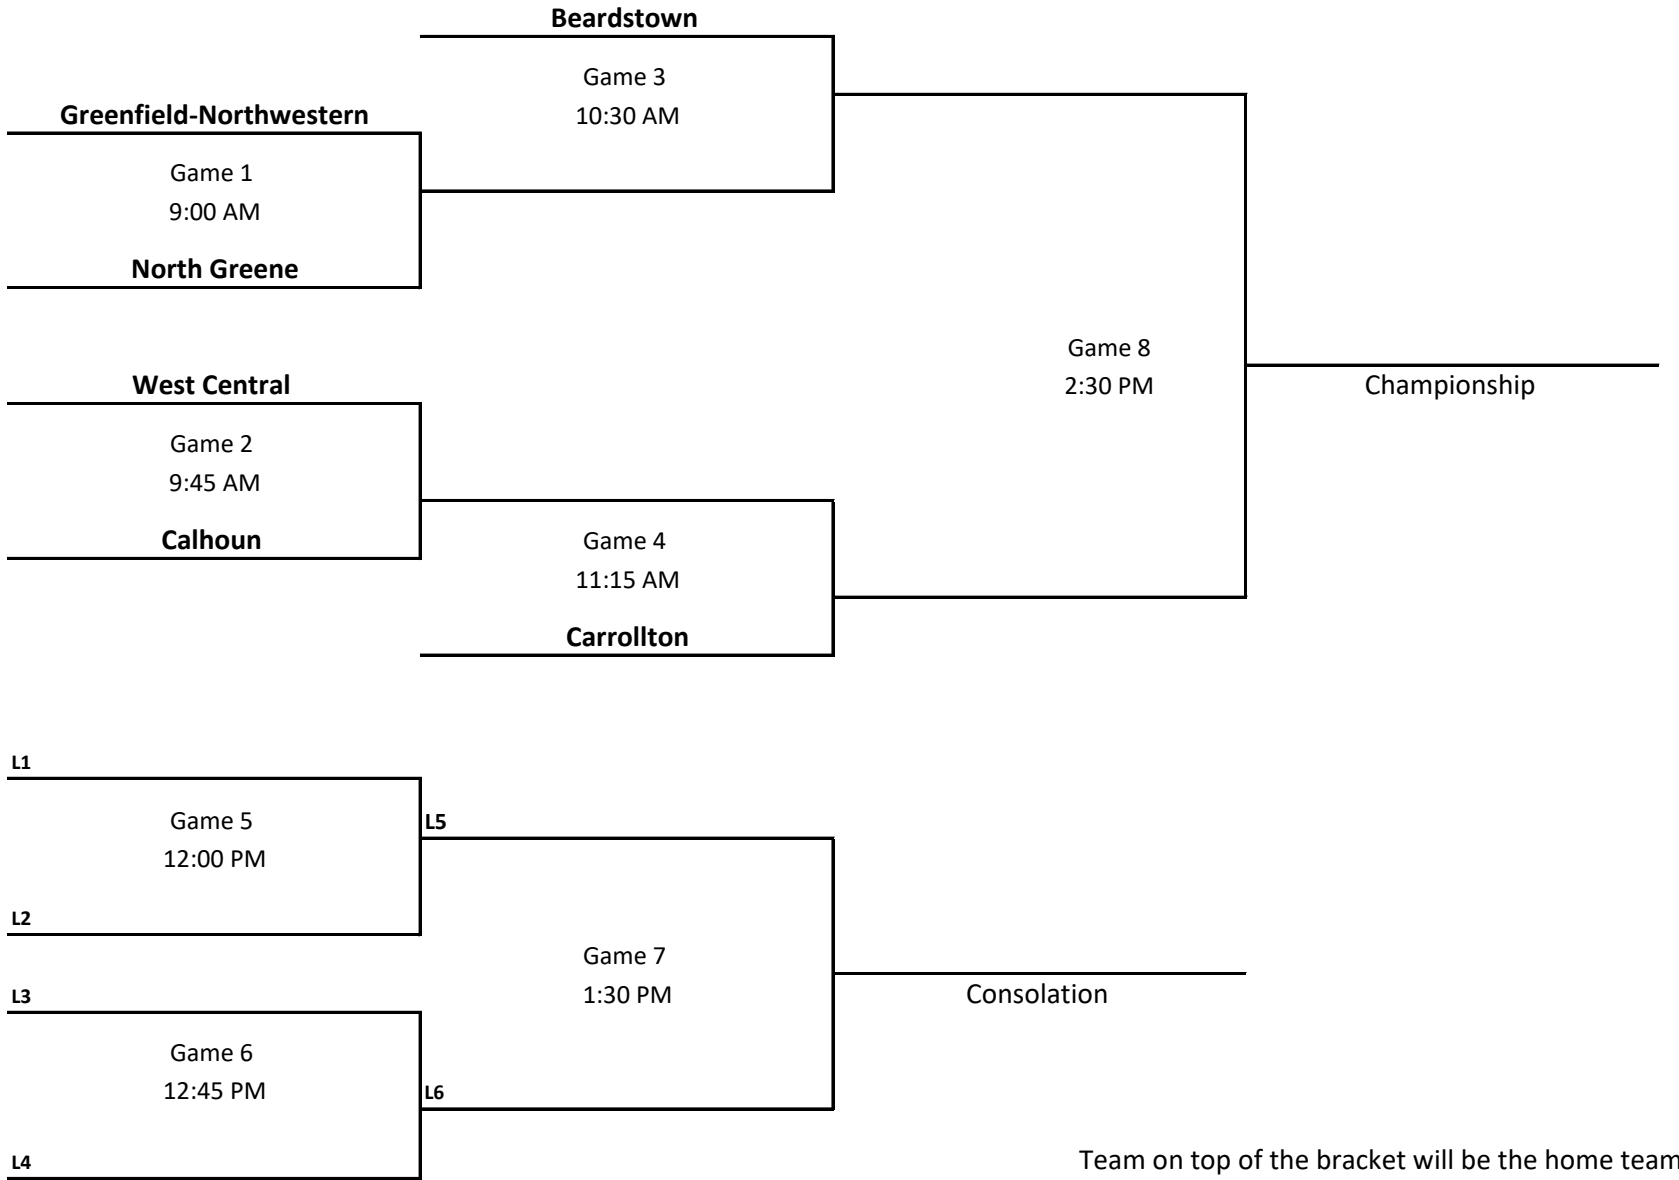 Beardstown
Game 3
10:30 AM
Greenfield-Northwestern
Game 1
9:00 AM
North Greene
Game 8
2:30 PM
Championship
West Central
Game 2
9:45 AM
Calhoun
Game 4
11:15 AM
Carrollton
L1
Game 5
12:00 PM
L5
L2
Game 7
1:30 PM
Consolation
L3
Game 6
12:45 PM
L6
L4
Team on top of the bracket will be the home team